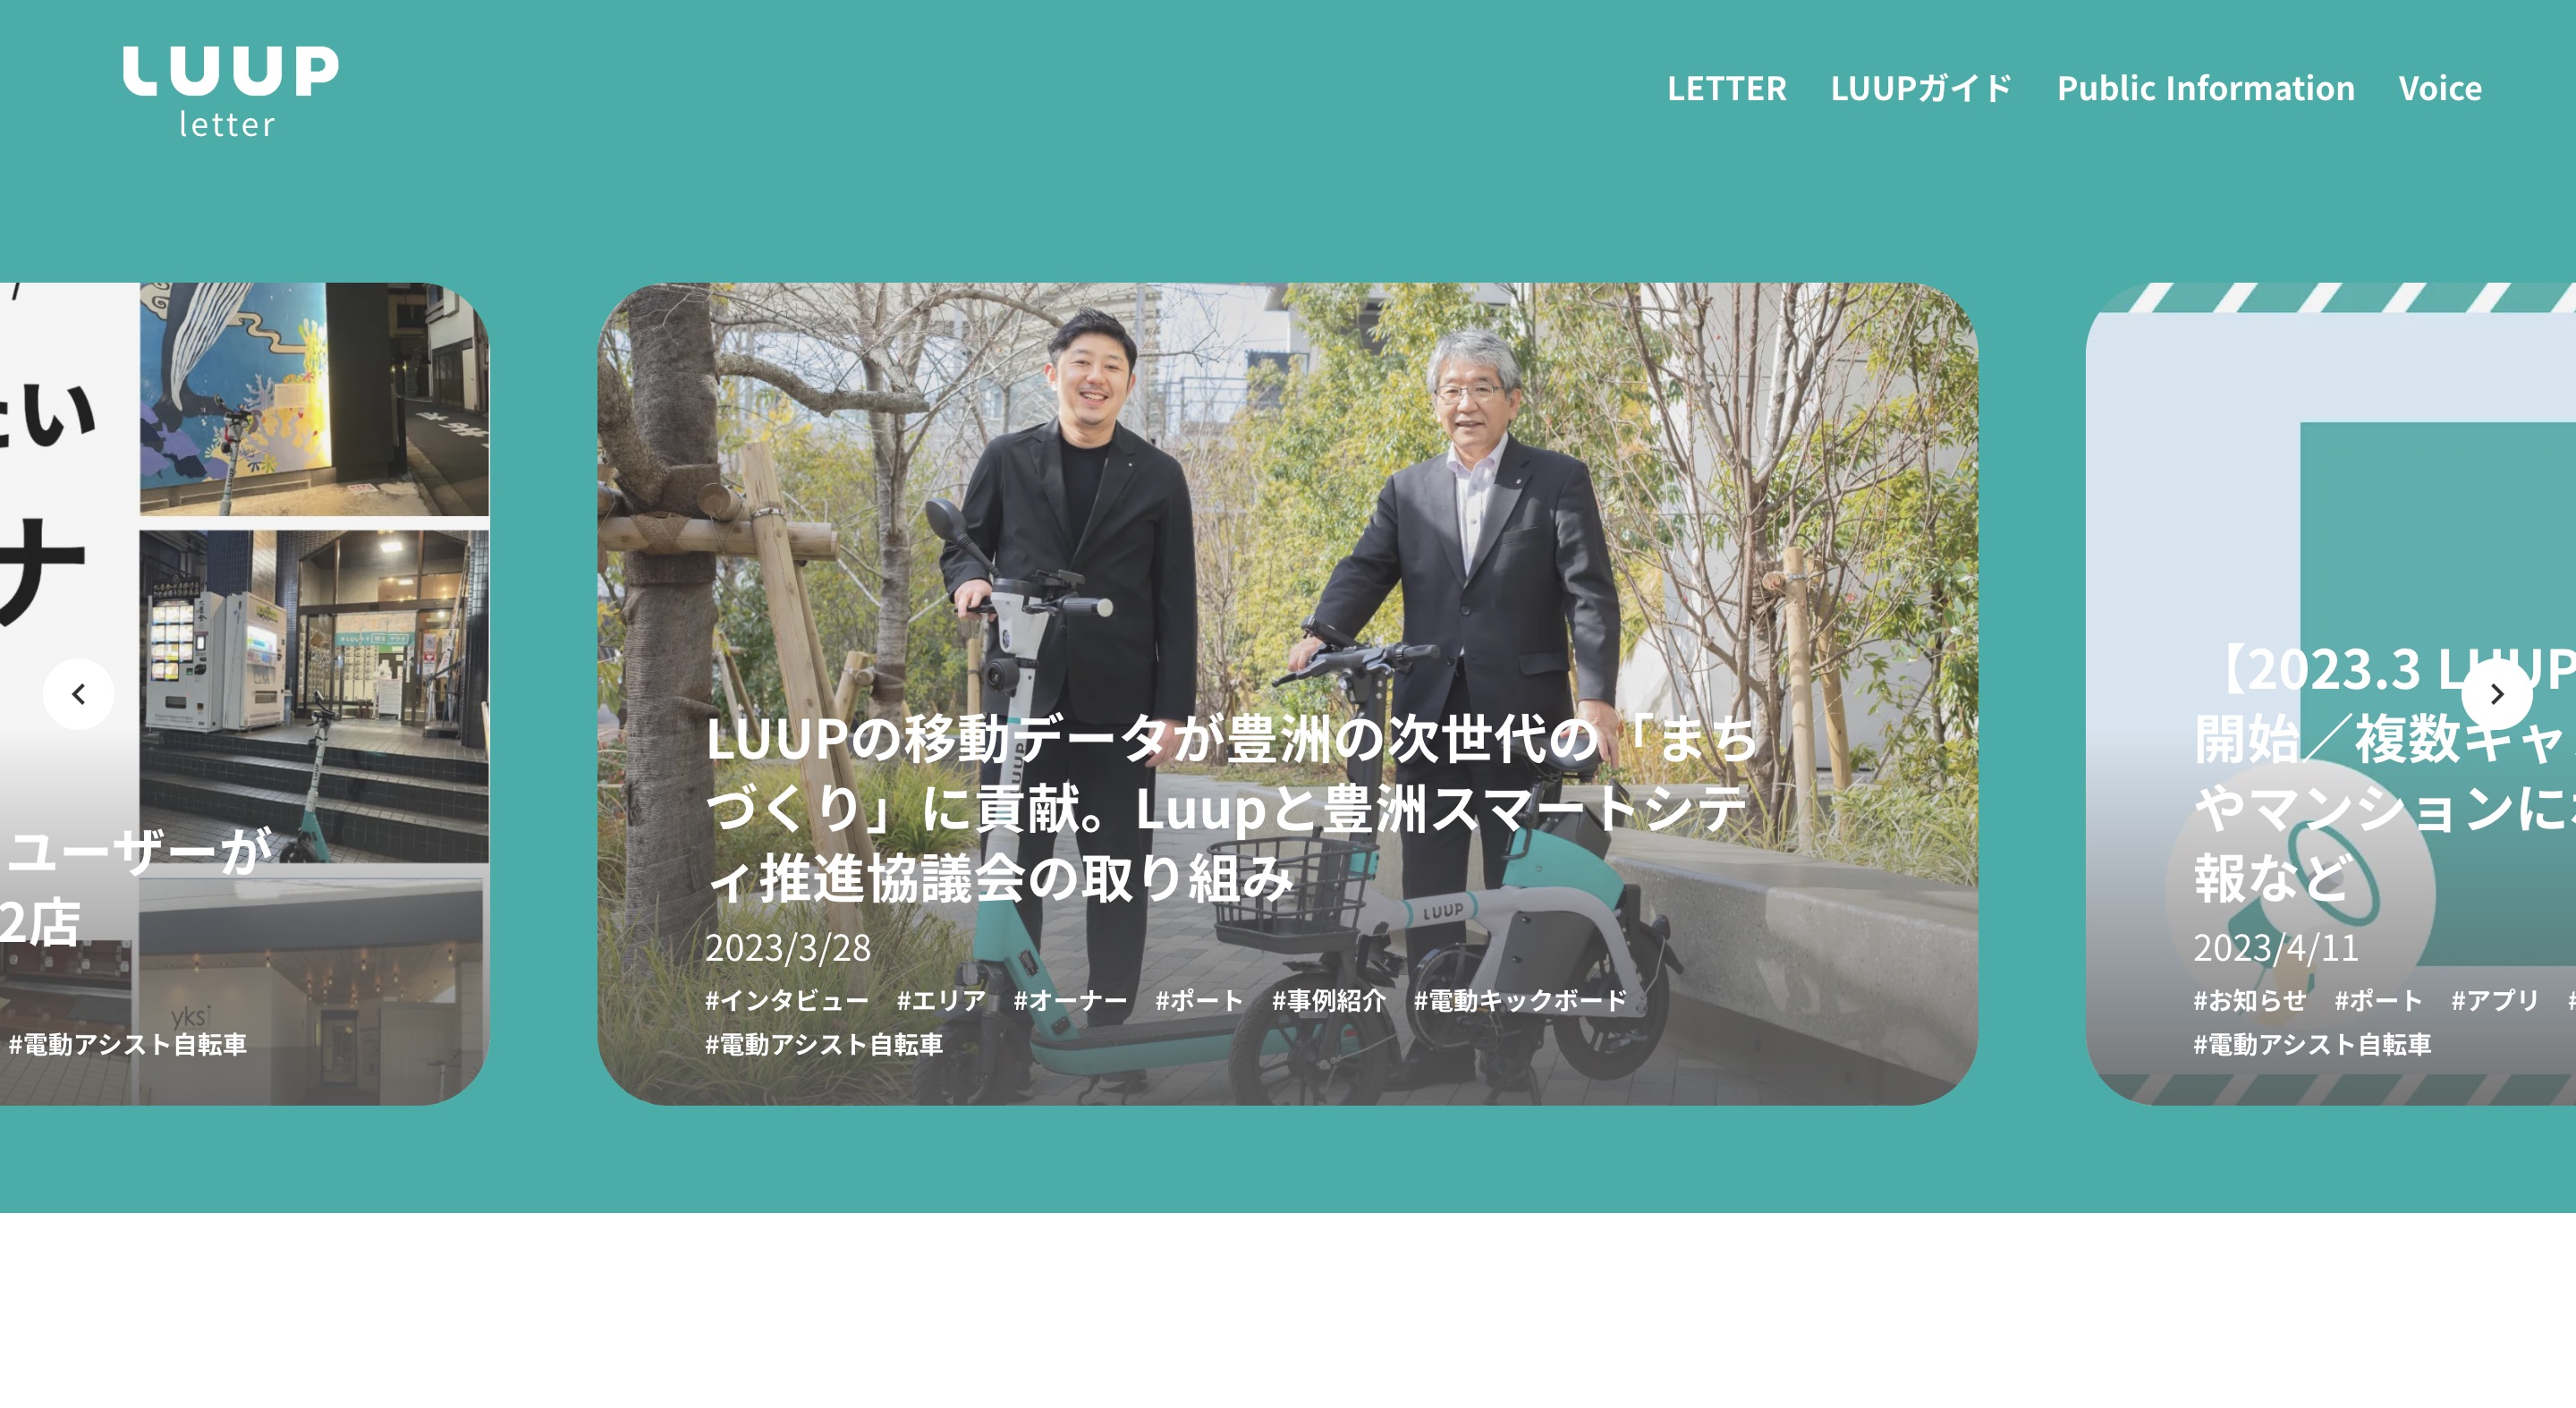 LUUP
letter
LETTER LUUPガイド Public Information Voice
たい
ナ
ユーザーが
2店
#電動アシスト自転車
yksi
LUUP
LUUP
LUUPの移動データが豊洲の次世代の「まち
づくり」に貢献。Luupと豊洲スマートシテ
ィ推進協議会の取り組み
2023/3/28
#インタビュー #エリア #オーナー #ポート #事例紹介 #電動キックボード
#電動アシスト自転車
【2023.3 LUUP
開始／複数キャ
やマンションに
報など
2023/4/11
#お知らせ #ポート #アプリ #
#電動アシスト自転車